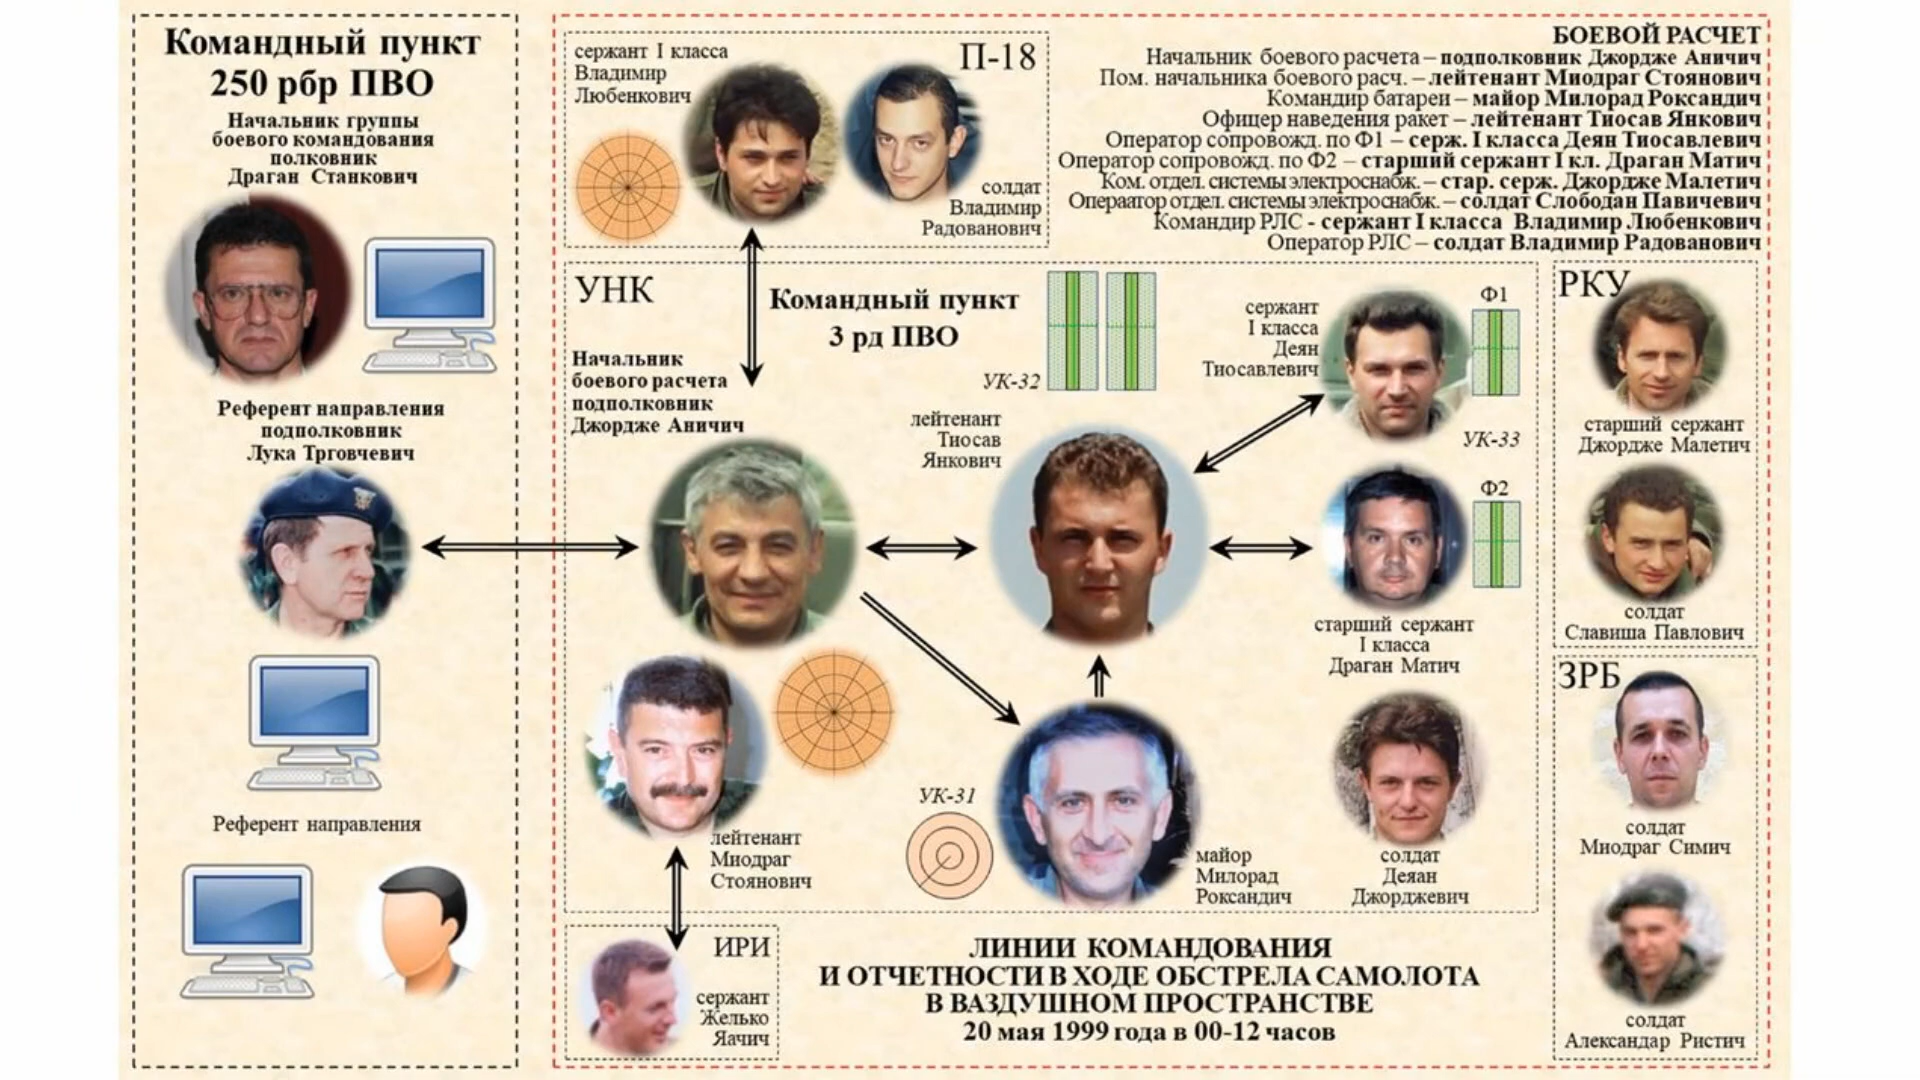 Командный пункт
250 рбр ПВО
Начальник группы
боевого командования
полковник
Драган Станкович
Референт направления
подполковник
Лука Трговчевич
Референт направления
сержант I класса
Владимир
Любенкович
П-18
солдат
Владимир
Радованович
БОЕВОЙ РАСЧЕТ
Начальник боевого расчета – подполковник Джордже Аничич
Пом. начальника боевого расч. – лейтенант Миодраг Стоянович
Командир батареи – майор Милорад Роксандич
Офицер наведения ракет – лейтенант Тиосав Янкович
Оператор сопровожд. по Ф1 – серж. I класса Деян Тиосавлевич
Оператор сопровожд. по Ф2 – старший сержант I кл. Драган Матич
Ком. отдел. системы электроснабж. – стар. серж. Джордже Малетич
Операатор отдел. системы электроснабж. – солдат Слободан Павичевич
Командир РЛС - сержант I класса Владимир Любенкович
Оператор РЛС – солдат Владимир Радованович
УНК
Командный пункт
3 рд ПВО
Начальник
боевого расчета
подполковник
Джордже Аничич
УК-32
лейтенант
Тиосав
Янкович
сержант
I класса
Деян
Тиосавлевич
Ф1
УК-33
Ф2
старший сержант
I класса
Драган Матич
лейтенант
Миодраг
Стоянович
УК-31
майор
Милорад
Роксандич
солдат
Деяан
Джорджевич
РКУ
старший сержант
Джордже Малетич
солдат
Славиша Павлович
ЗРБ
солдат
Миодраг Симич
солдат
Александар Ристич
ИРИ
сержант
Желько
Яачич
ЛИНИИ КОМАНДОВАНИЯ
И ОТЧЕТНОСТИ В ХОДЕ ОБСТРЕЛА САМОЛОТА
В ВАЗДУШНОМ ПРОСТРАНСТВЕ
20 мая 1999 года в 00-12 часов